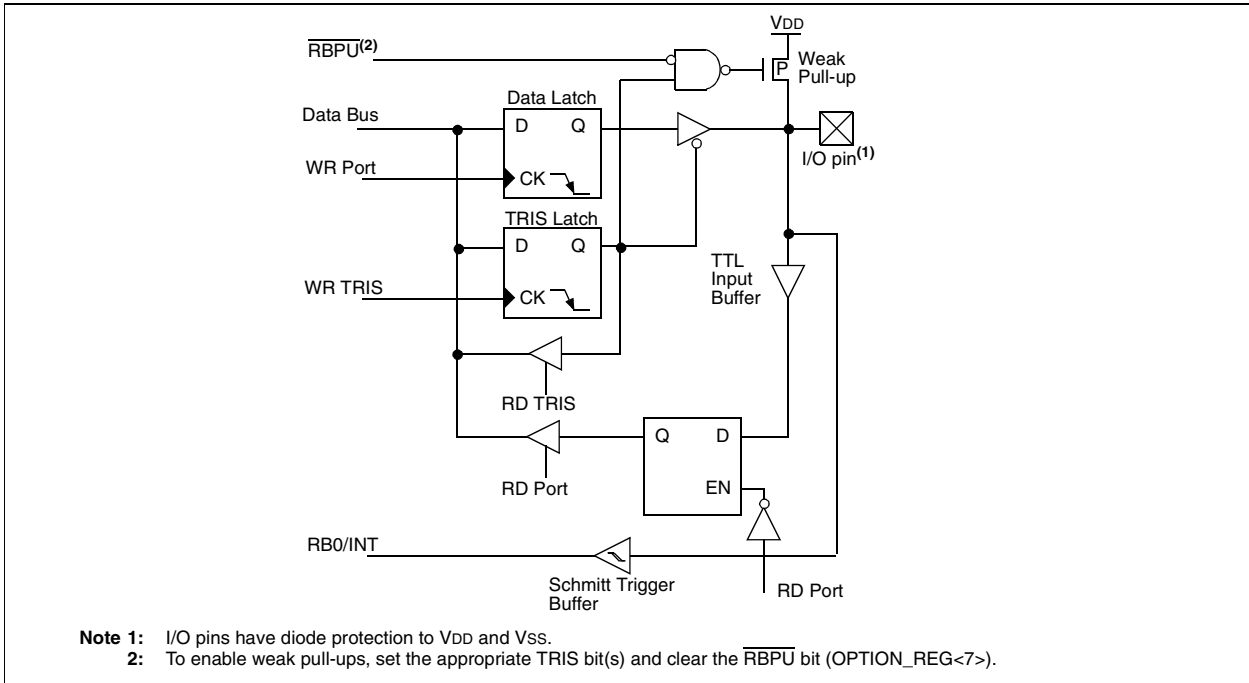 VDD
RBPU(2)
P
Weak
Pull-up
Data Latch
Data Bus
D Q
I/O pin(1)
WR Port
CK
TRIS Latch
D Q
TTL
Input
Buffer
WR TRIS
CK
RD TRIS
Q D
RD Port
EN
RB0/INT
Schmitt Trigger
Buffer
RD Port
Note 1: I/O pins have diode protection to VDD and VSS.
2: To enable weak pull-ups, set the appropriate TRIS bit(s) and clear the RBPU bit (OPTION_REG<7>).